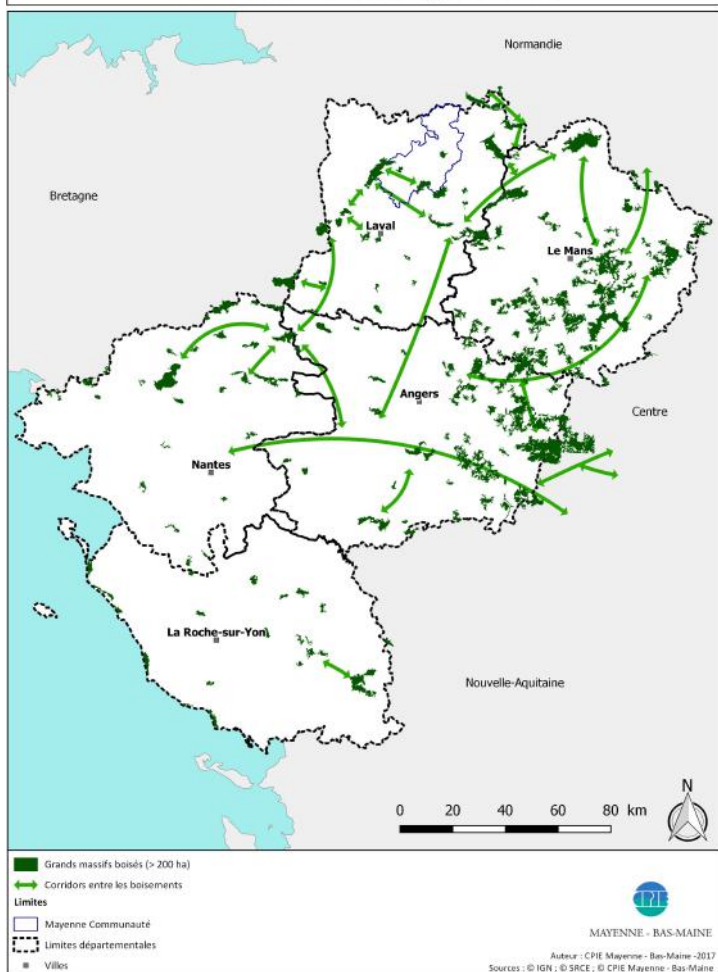 Normandie
Bretagne
Laval
Le Mans
Angers
Centre
Nantes
La Roche-sur-Yon
Nouvelle-Aquitaine
N
0 20 40 60 80 km
Grands massifs boisés (> 200 ha)
Corridors entre les boisements
Limites
Mayenne Communauté
Limites départementales
Villes
CPIE
MAYENNE - BAS-MAINE
Auteur : CPIE Mayenne - Bas-Maine -2017
Sources : © IGN ; © SRCE ; © CPIE Mayenne - Bas-Maine